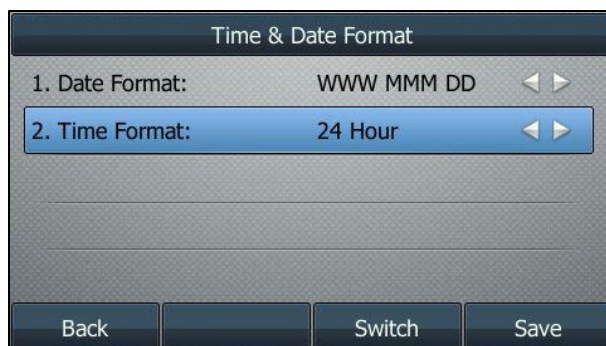 Time & Date Format
1. Date Format: WWW MMM DD
2. Time Format: 24 Hour
Back Switch Save